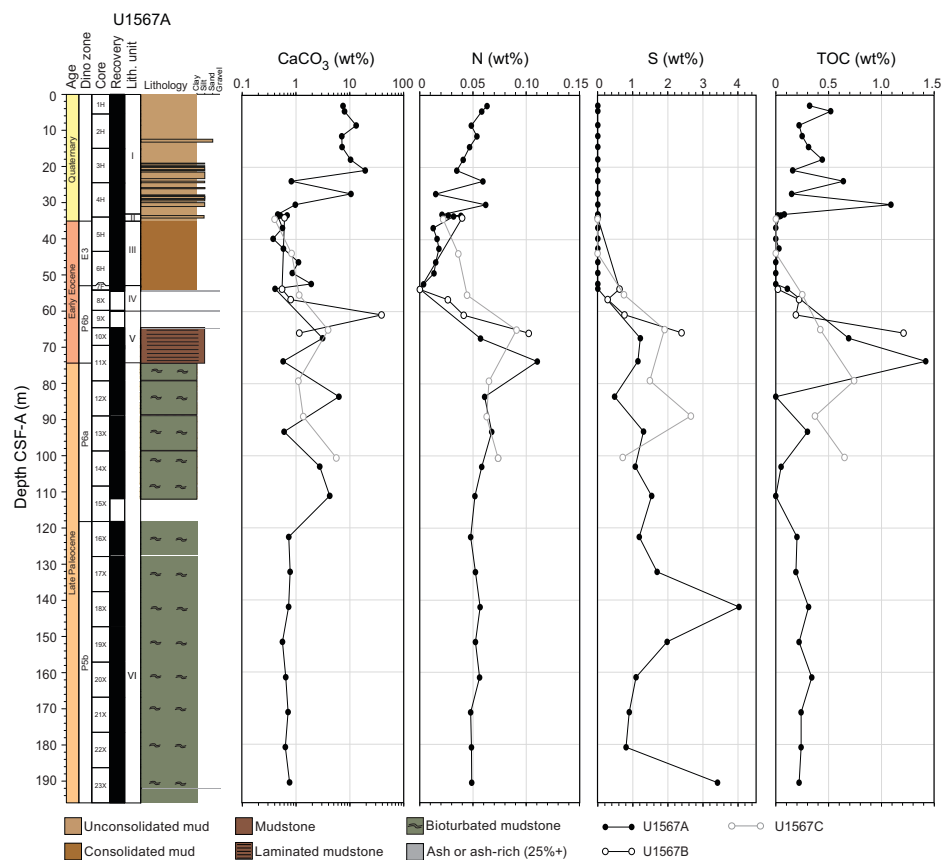 U1567A
CaCO3 (wt%)
N (wt%)
S (wt%)
TOC (wt%)
Age
Dino zone
Core
Recovery
Lith. unit
Lithology
Clay
Silt
Sand
Gravel
0.1 1 10 100
0 0.05 0.10 0.15
0 1 2 3 4
0 0.5 1.0 1.5
Depth CSF-A (m)
0
10
20
30
40
50
60
70
80
90
100
110
120
130
140
150
160
170
180
190
Quaternary
Early Eocene
Late Paleocene
E3
P6b
P6a
P5b
1H
2H
3H
4H
5H
6H
8X
9X
10X
11X
12X
13X
14X
15X
16X
17X
18X
19X
20X
21X
22X
23X
I
II
III
IV
V
VI
Unconsolidated mud
Mudstone
Bioturbated mudstone
U1567A
U1567C
Consolidated mud
Laminated mudstone
Ash or ash-rich (25%+)
U1567B